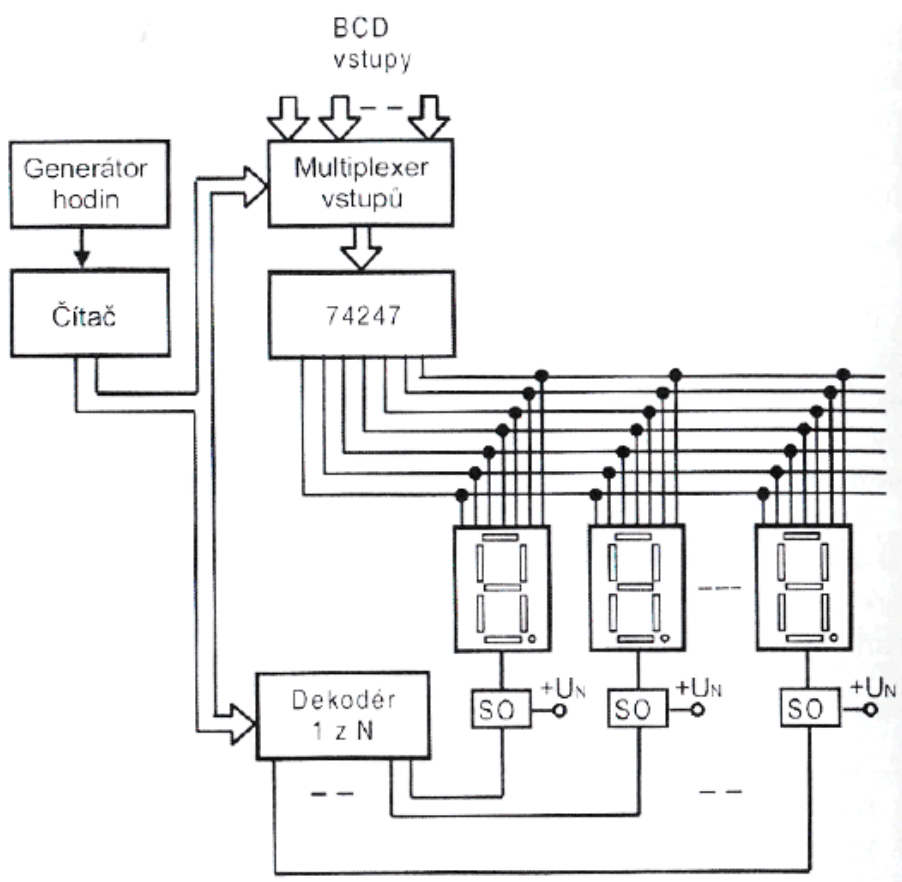 BCD
vstupy
Generátor
hodin
Multiplexer
vstupů
Čítač
74247
+UN
+UN
+UN
SO
SO
SO
Dekodér
1 z N